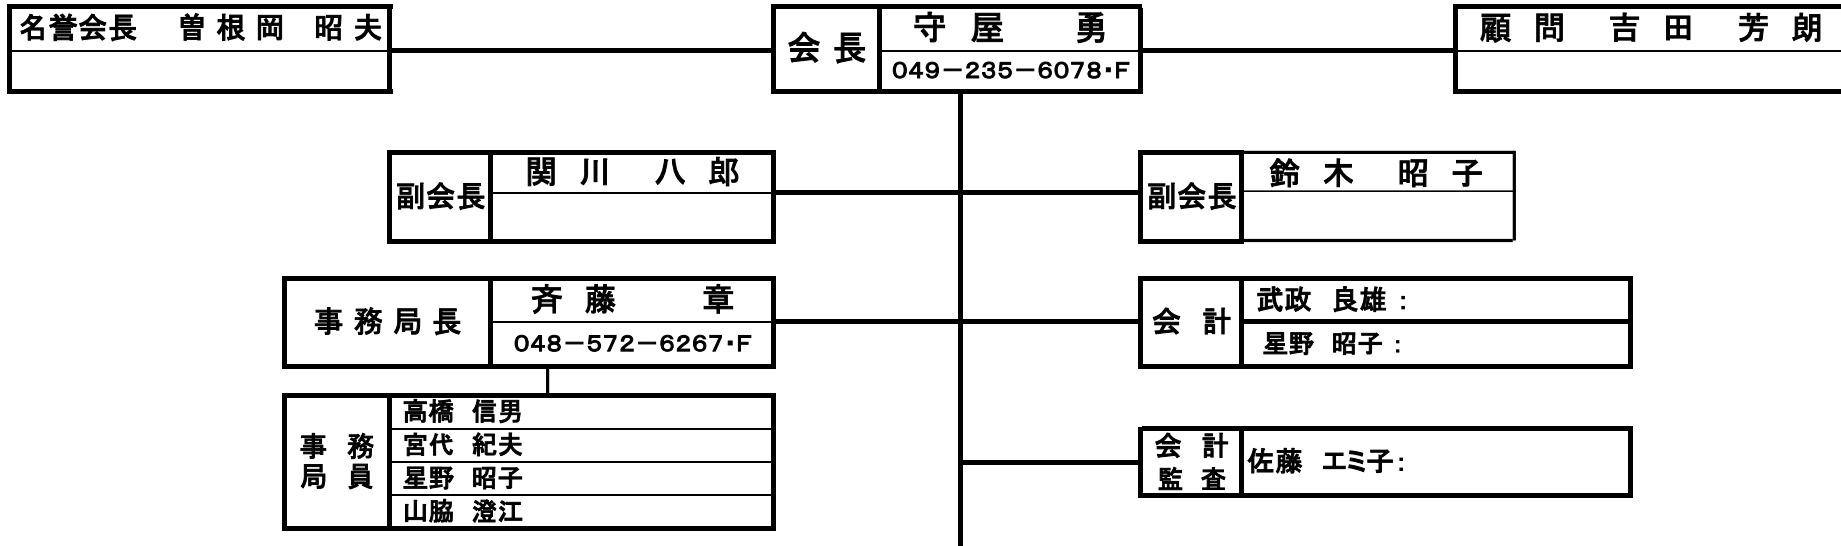 名誉会長 曽根岡 昭夫
会長 守屋 勇
049−235−6078・F
顧問 吉田 芳朗
副会長 関川 八郎
副会長 鈴木 昭子
事務局長 斉藤 章
048−572−6267・F
会計 武政 良雄：
星野 昭子：
事務
局員
高橋 信男
宮代 紀夫
星野 昭子
山脇 澄江
会計
監査
佐藤 エミ子：